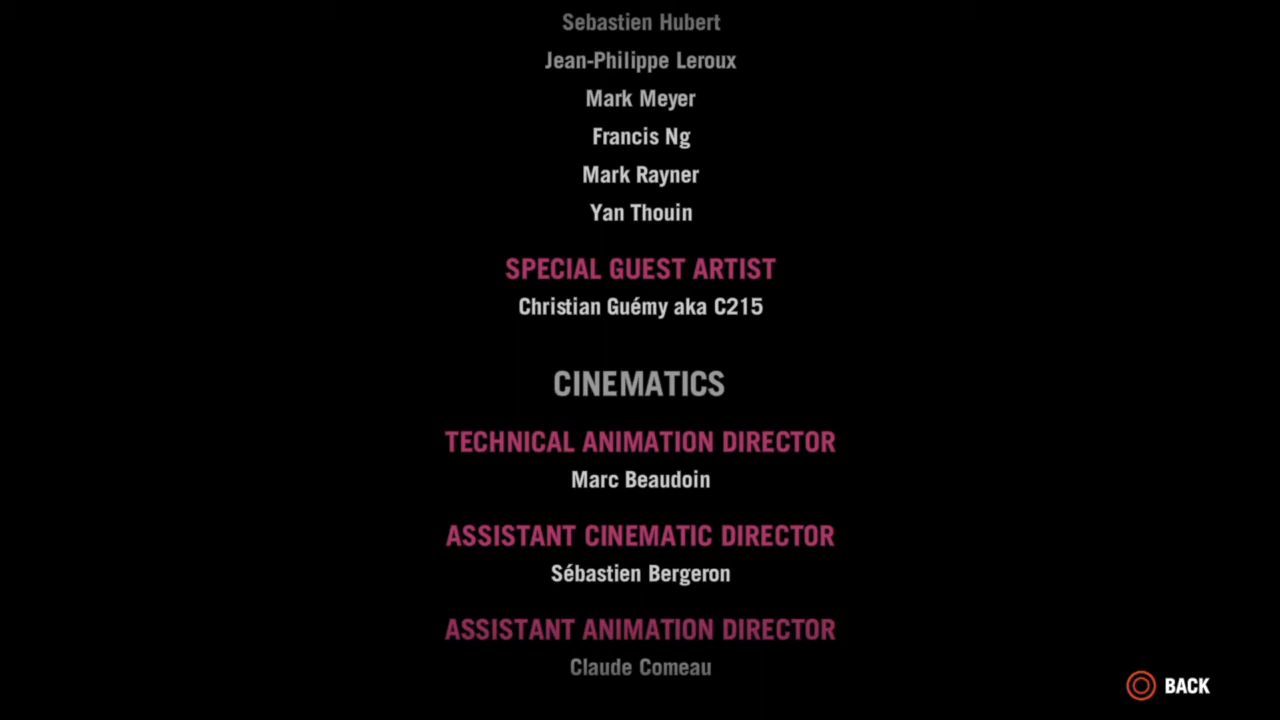 Sebastien Hubert
Jean-Philippe Leroux
Mark Meyer
Francis Ng
Mark Rayner
Yan Thouin
SPECIAL GUEST ARTIST
Christian Guémy aka C215
CINEMATICS
TECHNICAL ANIMATION DIRECTOR
Marc Beaudoin
ASSISTANT CINEMATIC DIRECTOR
Sébastien Bergeron
ASSISTANT ANIMATION DIRECTOR
Claude Comeau
BACK